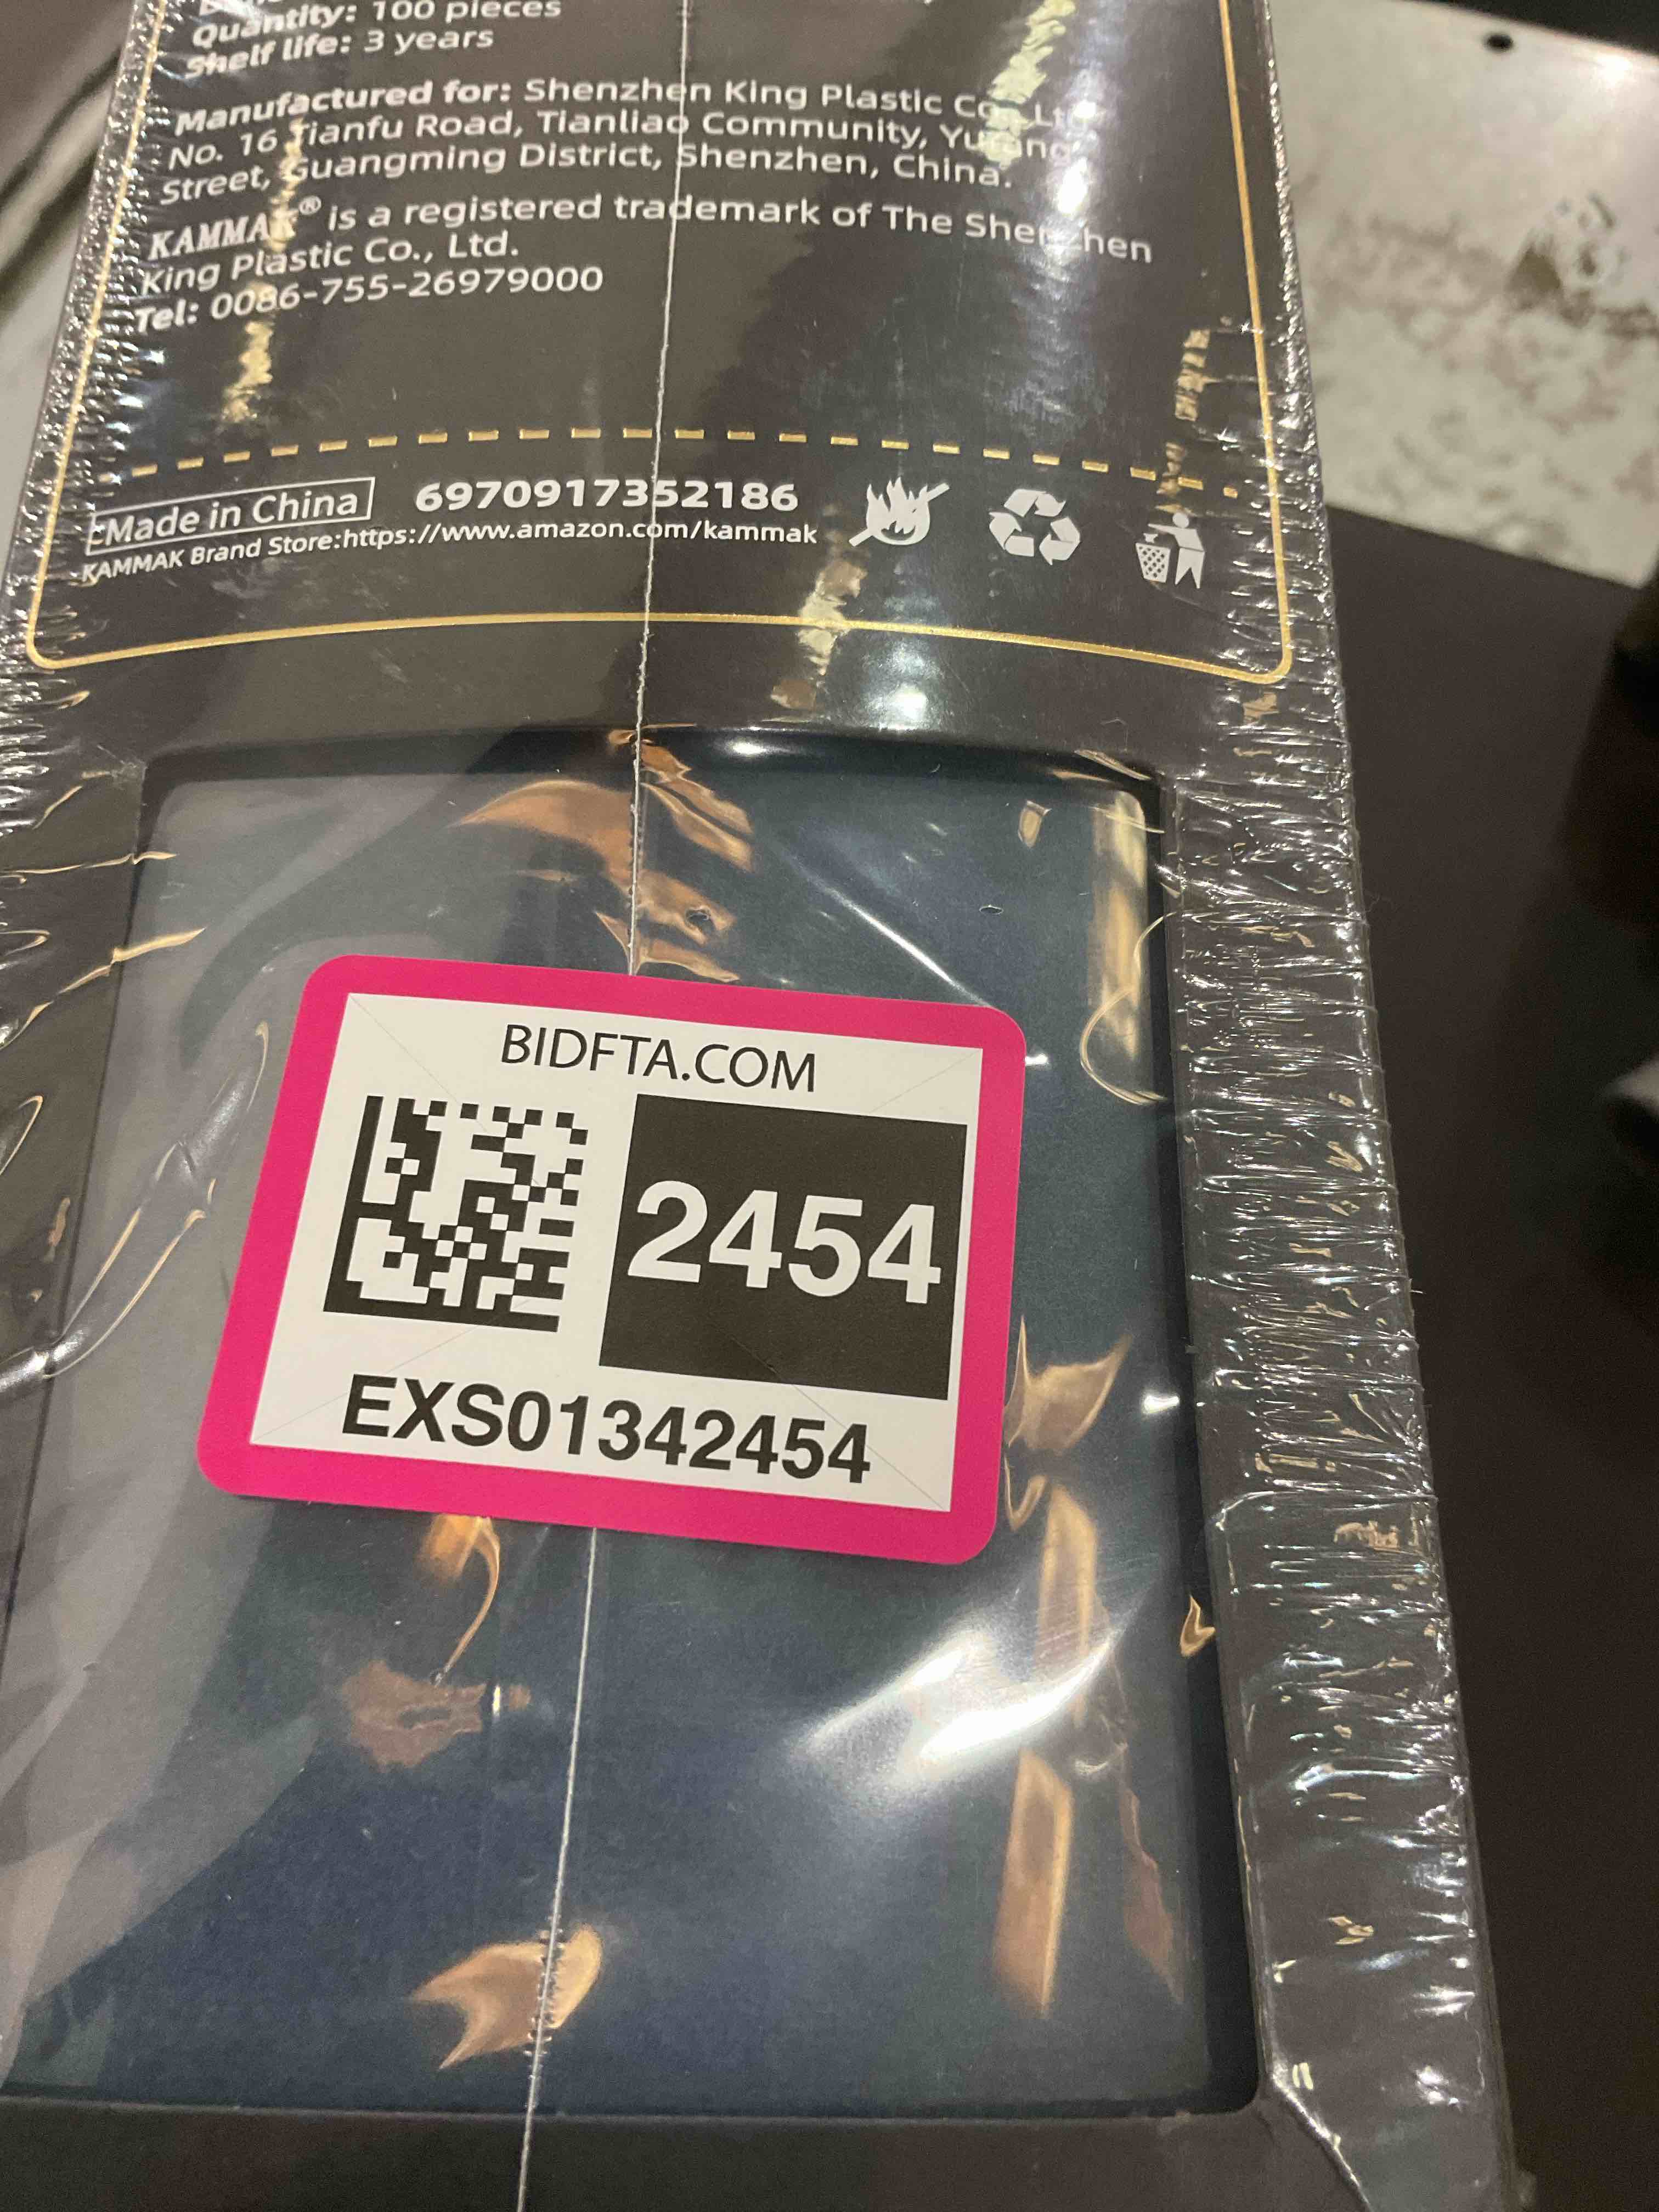 Quantity: 100 pieces
Shelf life: 3 years
Manufactured for: Shenzhen King Plastic Co., Ltd.
No. 16 Tianfu Road, Tianliao Community, Yutang
Street, Guangming District, Shenzhen, China.
KAMMAK® is a registered trademark of The Shenzhen
King Plastic Co., Ltd.
Tel: 0086-755-26979000
Made in China 6970917352186
KAMMAK Brand Store:https://www.amazon.com/kammak
BIDFTA.COM
2454
EXS01342454